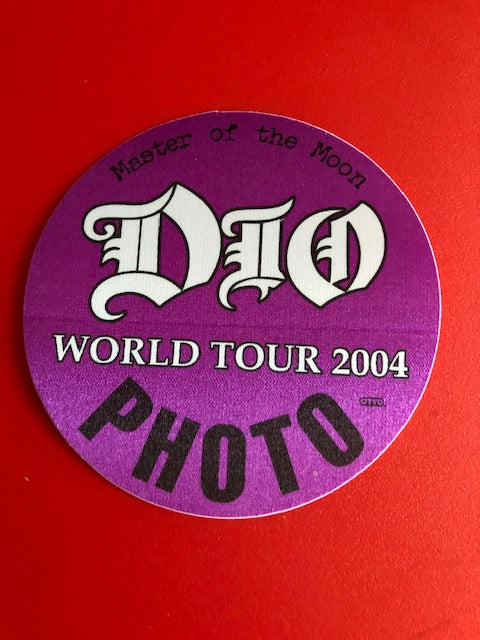 Master of the Moon
DIO
WORLD TOUR 2004
OTTO
PHOTO